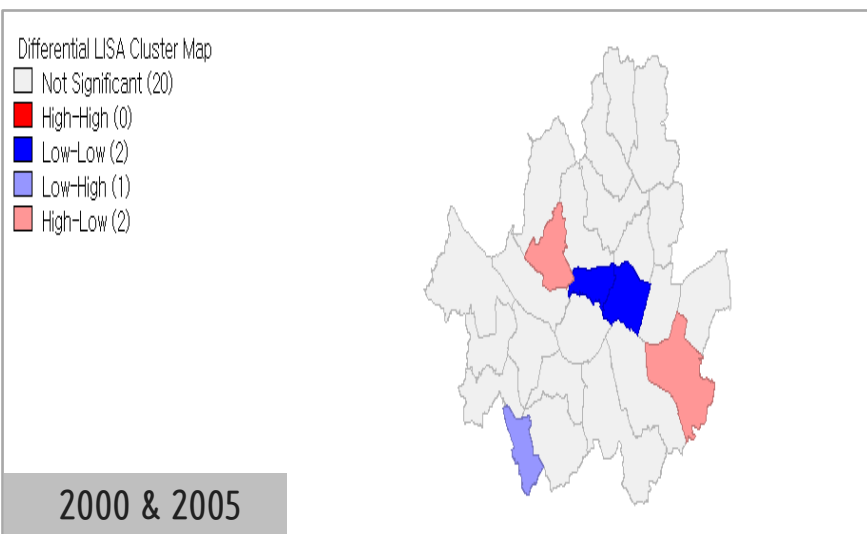 Differential LISA Cluster Map
Not Significant (20)
High-High (0)
Low-Low (2)
Low-High (1)
High-Low (2)
2000 & 2005